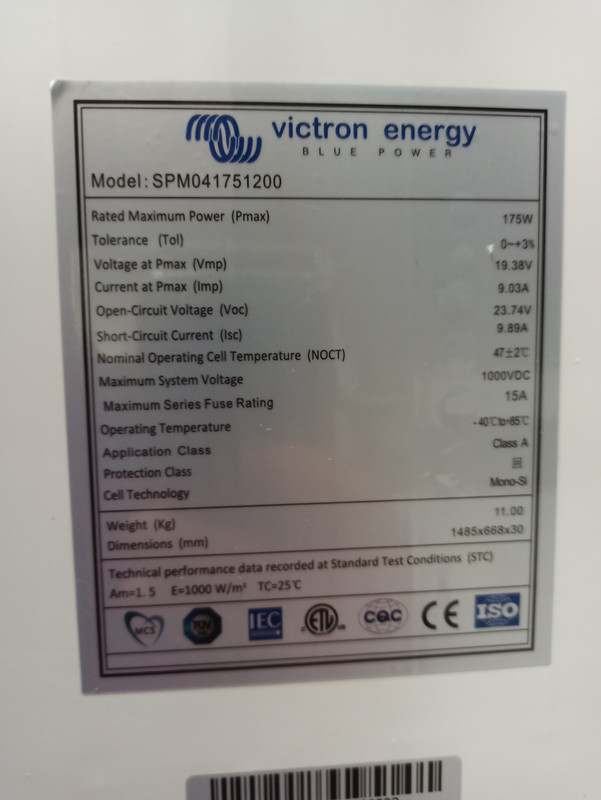 victron energy
BLUE POWER
Model: SPM041751200
Rated Maximum Power (Pmax) 175W
Tolerance (Tol) 0~+3%
Voltage at Pmax (Vmp) 19.38V
Current at Pmax (Imp) 9.03A
Open-Circuit Voltage (Voc) 23.74V
Short-Circuit Current (Isc) 9.89A
Nominal Operating Cell Temperature (NOCT) 47±2℃
Maximum System Voltage 1000VDC
Maximum Series Fuse Rating 15A
Operating Temperature -40℃to+85℃
Application Class Class A
Protection Class
Cell Technology Mono-Si
Weight (Kg) 11.00
Dimensions (mm) 1485x668x30
Technical performance data recorded at Standard Test Conditions (STC)
Am=1.5 E=1000 W/m² TC=25℃
MCS TUV IEC ETL cqc CE ISO